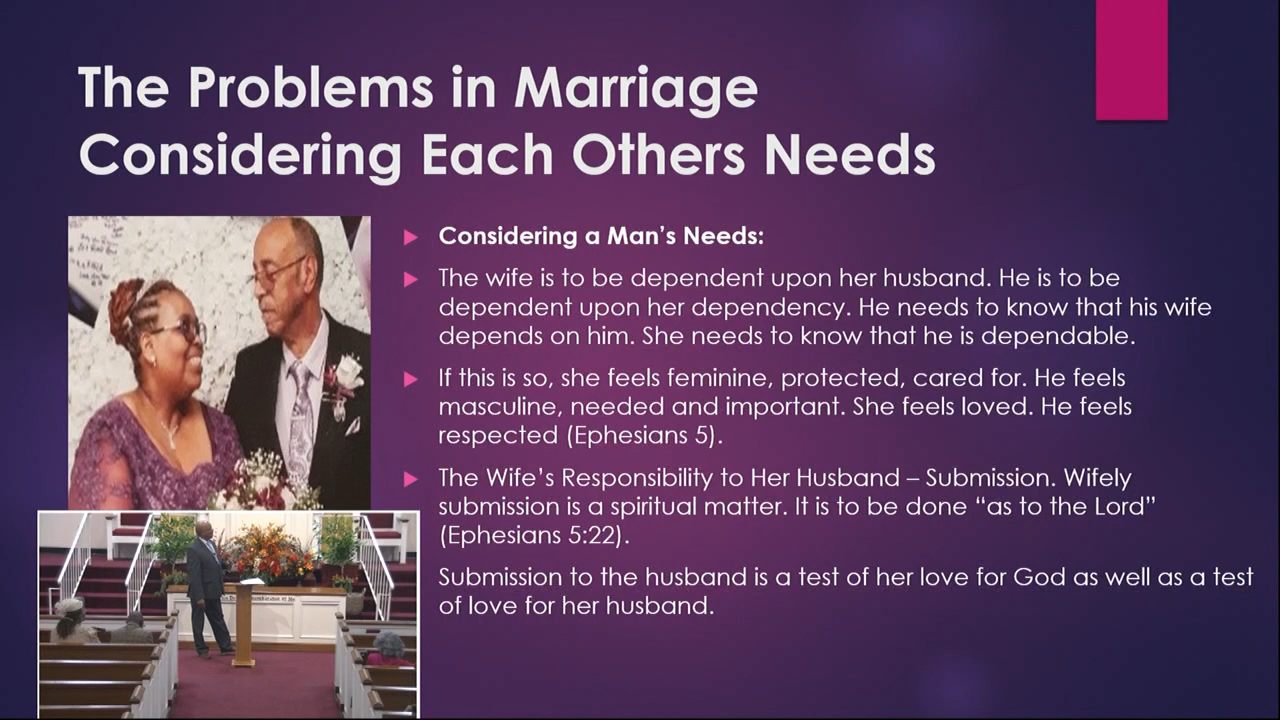 The Problems in Marriage
Considering Each Others Needs
Considering a Man’s Needs:
The wife is to be dependent upon her husband. He is to be
dependent upon her dependency. He needs to know that his wife
depends on him. She needs to know that he is dependable.
If this is so, she feels feminine, protected, cared for. He feels
masculine, needed and important. She feels loved. He feels
respected (Ephesians 5).
The Wife’s Responsibility to Her Husband – Submission. Wifely
submission is a spiritual matter. It is to be done “as to the Lord”
(Ephesians 5:22).
Submission to the husband is a test of her love for God as well as a test
of love for her husband.